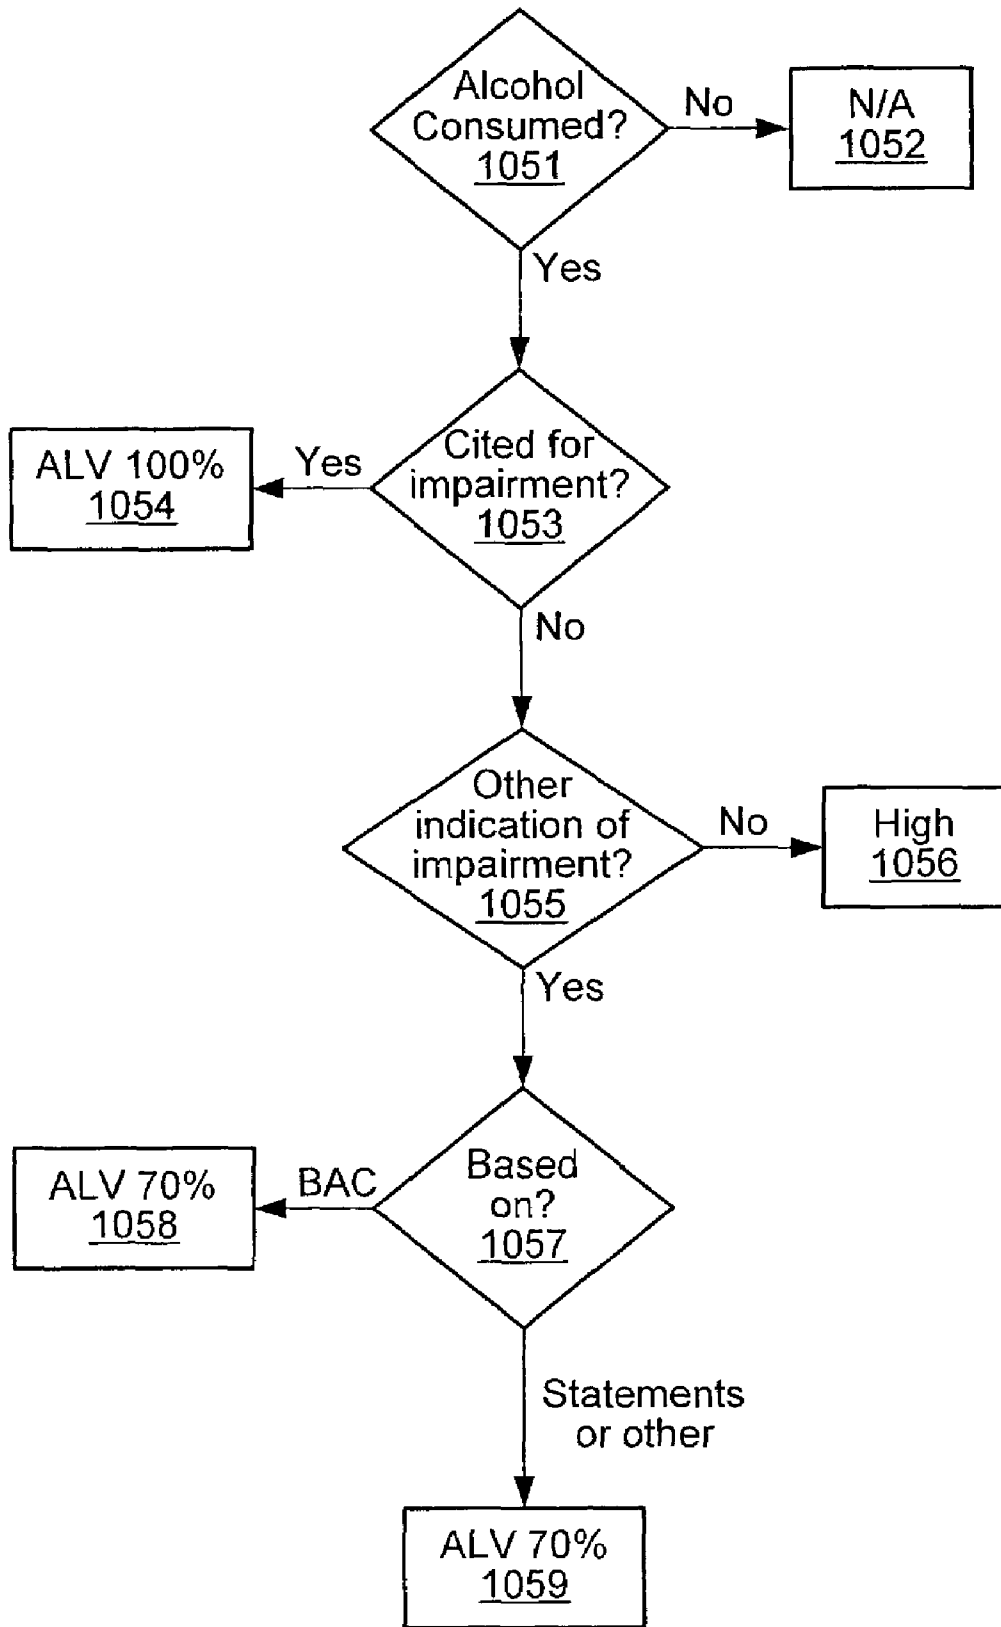 Alcohol
Consumed?
1051
No
N/A
1052
Yes
Cited for
impairment?
1053
Yes
ALV 100%
1054
No
Other
indication of
impairment?
1055
No
High
1056
Yes
Based
on?
1057
BAC
ALV 70%
1058
Statements
or other
ALV 70%
1059